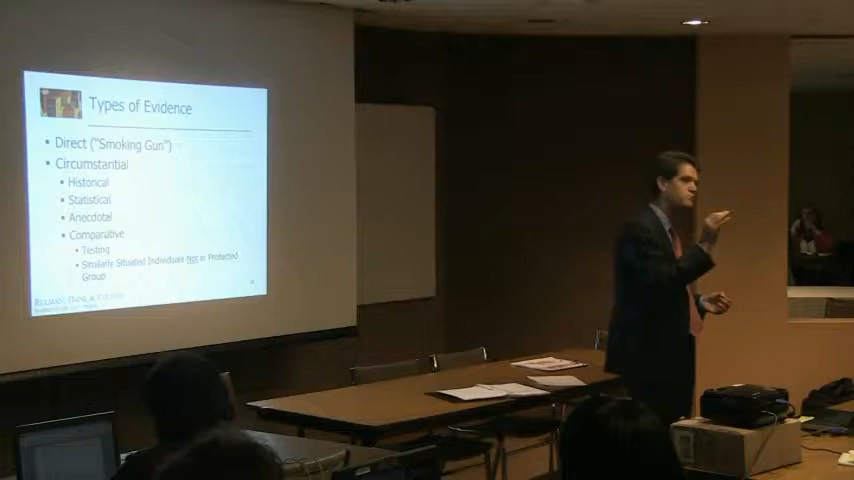 Types of Evidence
• Direct ("Smoking Gun")
• Circumstantial
• Historical
• Statistical
• Anecdotal
• Comparative
• Testing
• Similarly Situated Individuals Not in Protected
Group